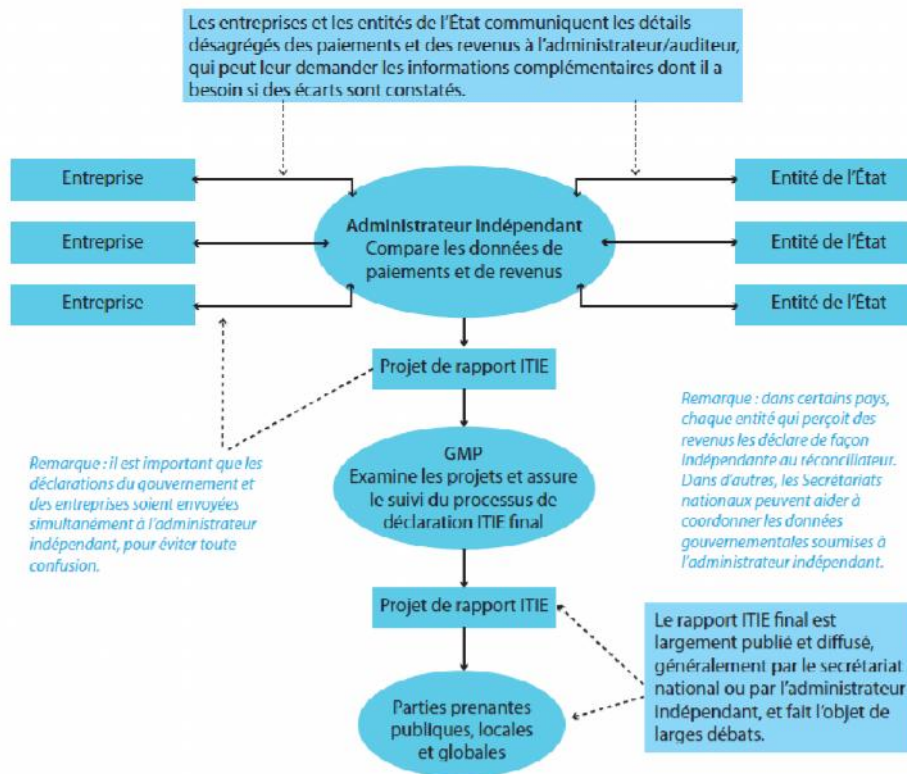 Les entreprises et les entités de l'État communiquent les détails
désagrégés des paiements et des revenus à l'administrateur/auditeur,
qui peut leur demander les informations complémentaires dont il a
besoin si des écarts sont constatés.
Entreprise
Entité de l'État
Administrateur indépendant
Compare les données de
paiements et de revenus
Entreprise
Entité de l'État
Entreprise
Entité de l'État
Projet de rapport ITIE
Remarque : il est important que les
déclarations du gouvernement et
des entreprises soient envoyées
simultanément à l'administrateur
indépendant, pour éviter toute
confusion.
GMP
Examine les projets et assure
le suivi du processus de
déclaration ITIE final
Remarque : dans certains pays,
chaque entité qui perçoit des
revenus les déclare de façon
indépendante au réconciliateur.
Dans d'autres, les Secrétariats
nationaux peuvent aider à
coordonner les données
gouvernementales soumises à
l'administrateur indépendant.
Projet de rapport ITIE
Le rapport ITIE final est
largement publié et diffusé,
généralement par le secrétariat
national ou par l'administrateur
indépendant, et fait l'objet de
larges débats.
Parties prenantes
publiques, locales
et globales